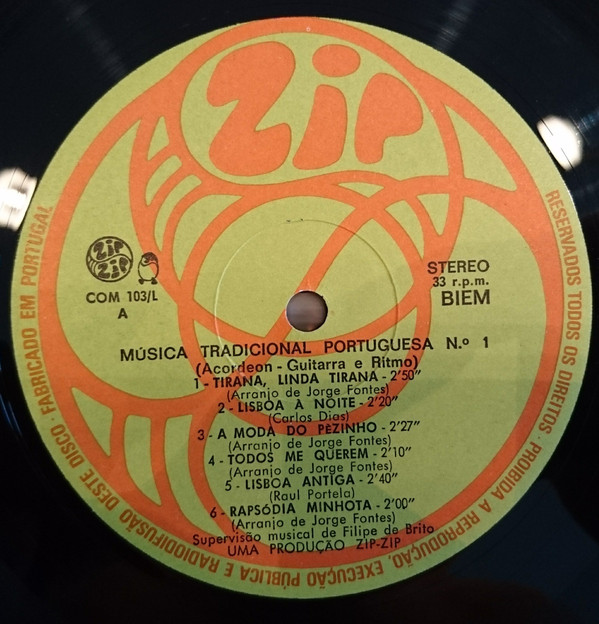 ZIP
ZIP
ZIP
COM 103/L
A
STEREO
33 r.p.m.
BIEM
MÚSICA TRADICIONAL PORTUGUESA N.º 1
(Acordeon - Guitarra e Ritmo)
1 - TIRANA, LINDA TIRANA - 2'50"
(Arranjo de Jorge Fontes)
2 - LISBOA À NOITE - 2'20"
(Carlos Dias)
3 - A MODA DO PÈZINHO - 2'27"
(Arranjo de Jorge Fontes)
4 - TODOS ME QUEREM - 2'10"
(Arranjo de Jorge Fontes)
5 - LISBOA ANTIGA - 2'40"
(Raul Portela)
6 - RAPSÓDIA MINHOTA - 2'00"
(Arranjo de Jorge Fontes)
Supervisão musical de Filipe de Brito
UMA PRODUÇÃO ZIP-ZIP
RESERVADOS TODOS OS DIREITOS · PROIBIDA A REPRODUÇÃO, EXECUÇÃO PÚBLICA E RADIODIFUSÃO DESTE DISCO · FABRICADO EM PORTUGAL